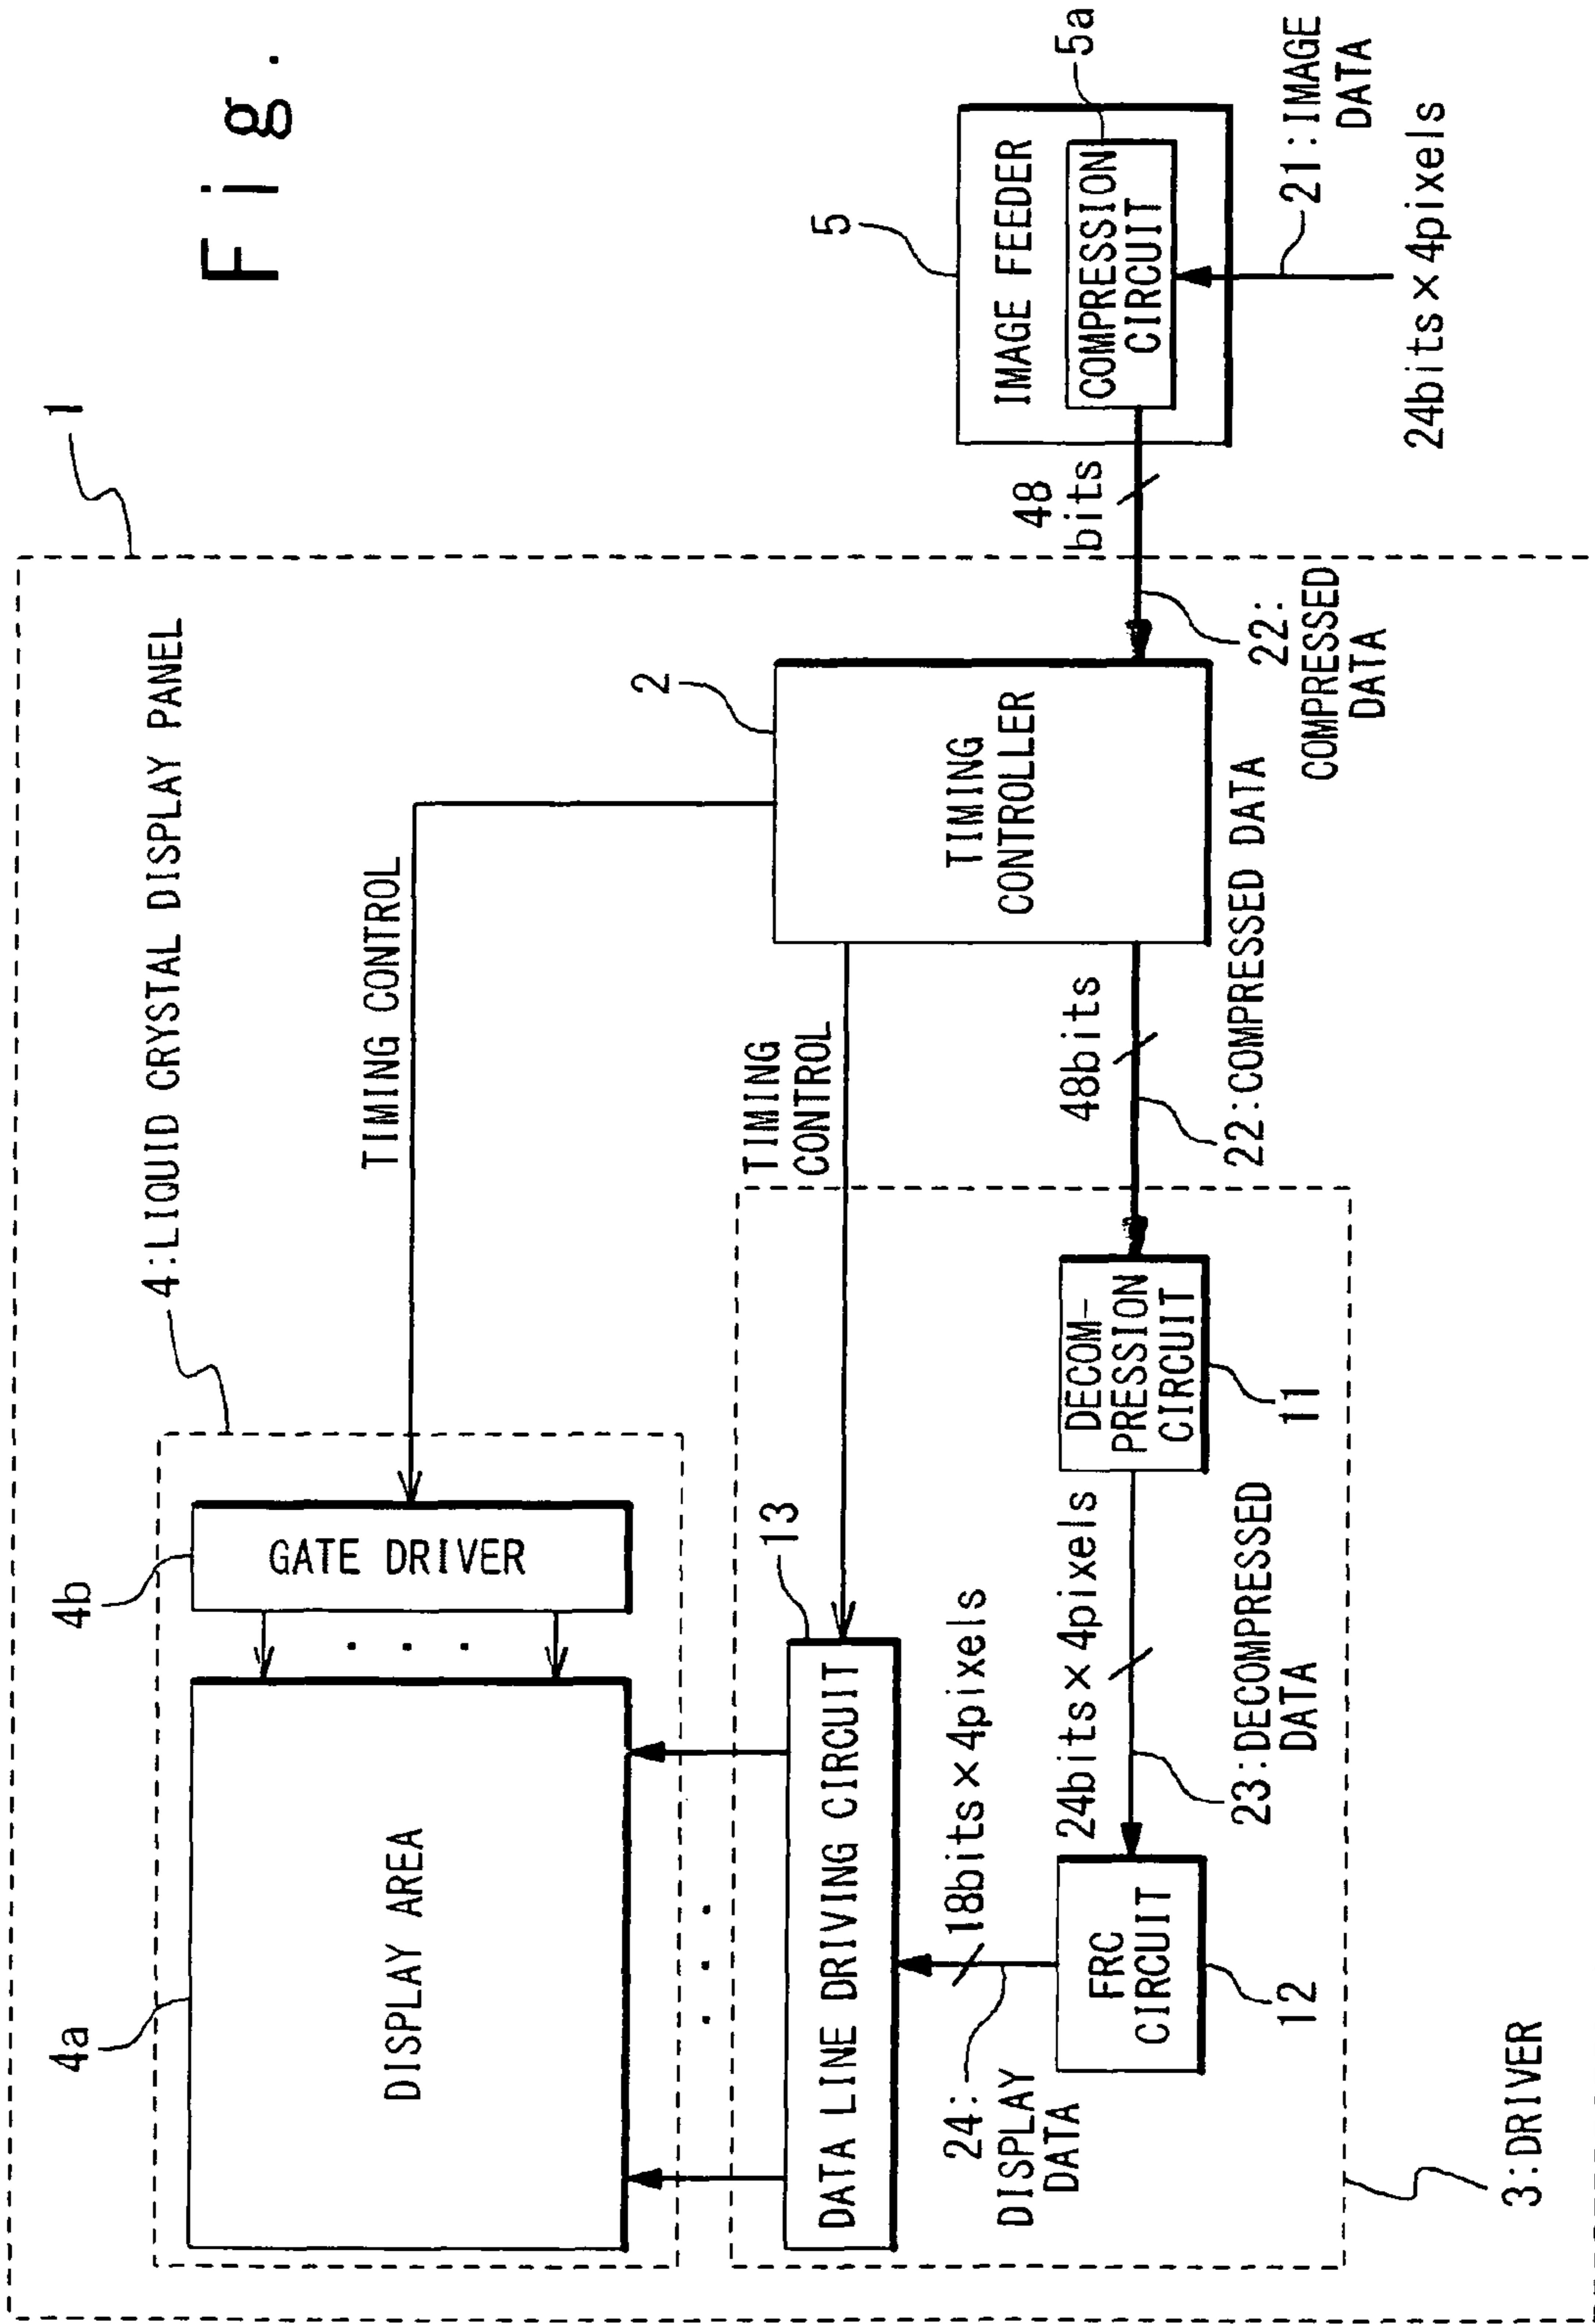 Fig.
1
4:LIQUID CRYSTAL DISPLAY PANEL
4a
4b
DISPLAY AREA
GATE DRIVER
TIMING CONTROL
TIMING
CONTROL
2
TIMING
CONTROLLER
5
IMAGE FEEDER
COMPRESSION
CIRCUIT
5a
48
bits
22:
COMPRESSED
DATA
21:IMAGE
DATA
24bits×4pixels
48bits
22:COMPRESSED DATA
13
DATA LINE DRIVING CIRCUIT
18bits×4pixels
24:
DISPLAY
DATA
24bits×4pixels
23:DECOMPRESSED
DATA
FRC
CIRCUIT
12
DECOM-
PRESSION
CIRCUIT
11
3:DRIVER